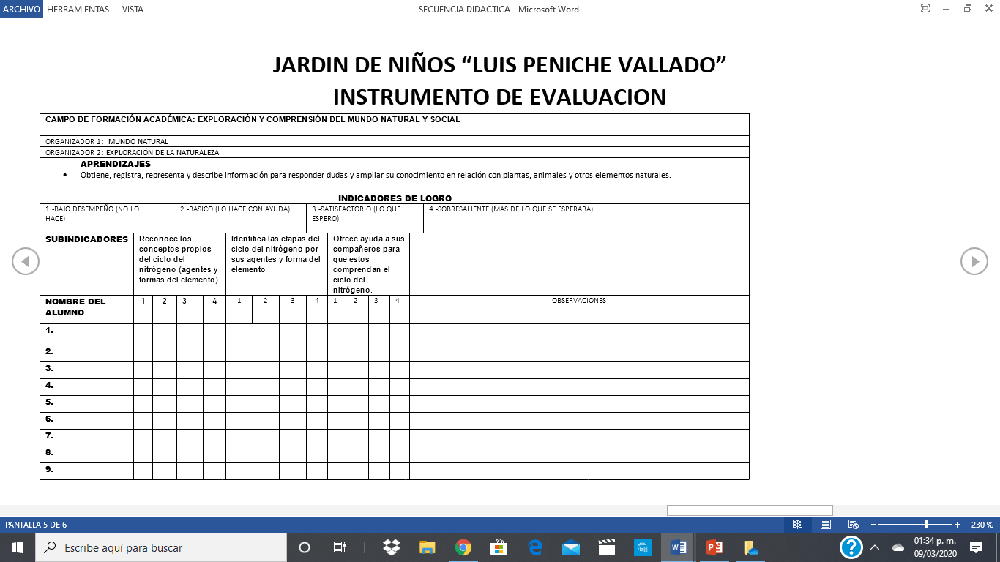 ARCHIVO HERRAMIENTAS VISTA SECUENCIA DIDACTICA - Microsoft Word
JARDIN DE NIÑOS “LUIS PENICHE VALLADO”
INSTRUMENTO DE EVALUACION
CAMPO DE FORMACIÓN ACADÉMICA: EXPLORACIÓN Y COMPRENSIÓN DEL MUNDO NATURAL Y SOCIAL
ORGANIZADOR 1: MUNDO NATURAL
ORGANIZADOR 2: EXPLORACIÓN DE LA NATURALEZA
APRENDIZAJES
• Obtiene, registra, representa y describe información para responder dudas y ampliar su conocimiento en relación con plantas, animales y otros elementos naturales.
INDICADORES DE LOGRO
1.-BAJO DESEMPEÑO (NO LO
HACE)
2.-BASICO (LO HACE CON AYUDA)
3.-SATISFACTORIO (LO QUE
ESPERO)
4.-SOBRESALIENTE (MAS DE LO QUE SE ESPERABA)
SUBINDICADORES
Reconoce los
conceptos propios
del ciclo del
nitrógeno (agentes y
formas del elemento)
Identifica las etapas del
ciclo del nitrógeno por
sus agentes y forma del
elemento
Ofrece ayuda a sus
compañeros para
que estos
comprendan el
ciclo del
nitrógeno.
NOMBRE DEL
ALUMNO
1 2 3 4 1 2 3 4 1 2 3 4 OBSERVACIONES
1.
2.
3.
4.
5.
6.
7.
8.
9.
PANTALLA 5 DE 6 230 %
Escribe aquí para buscar
01:34 p. m.
09/03/2020